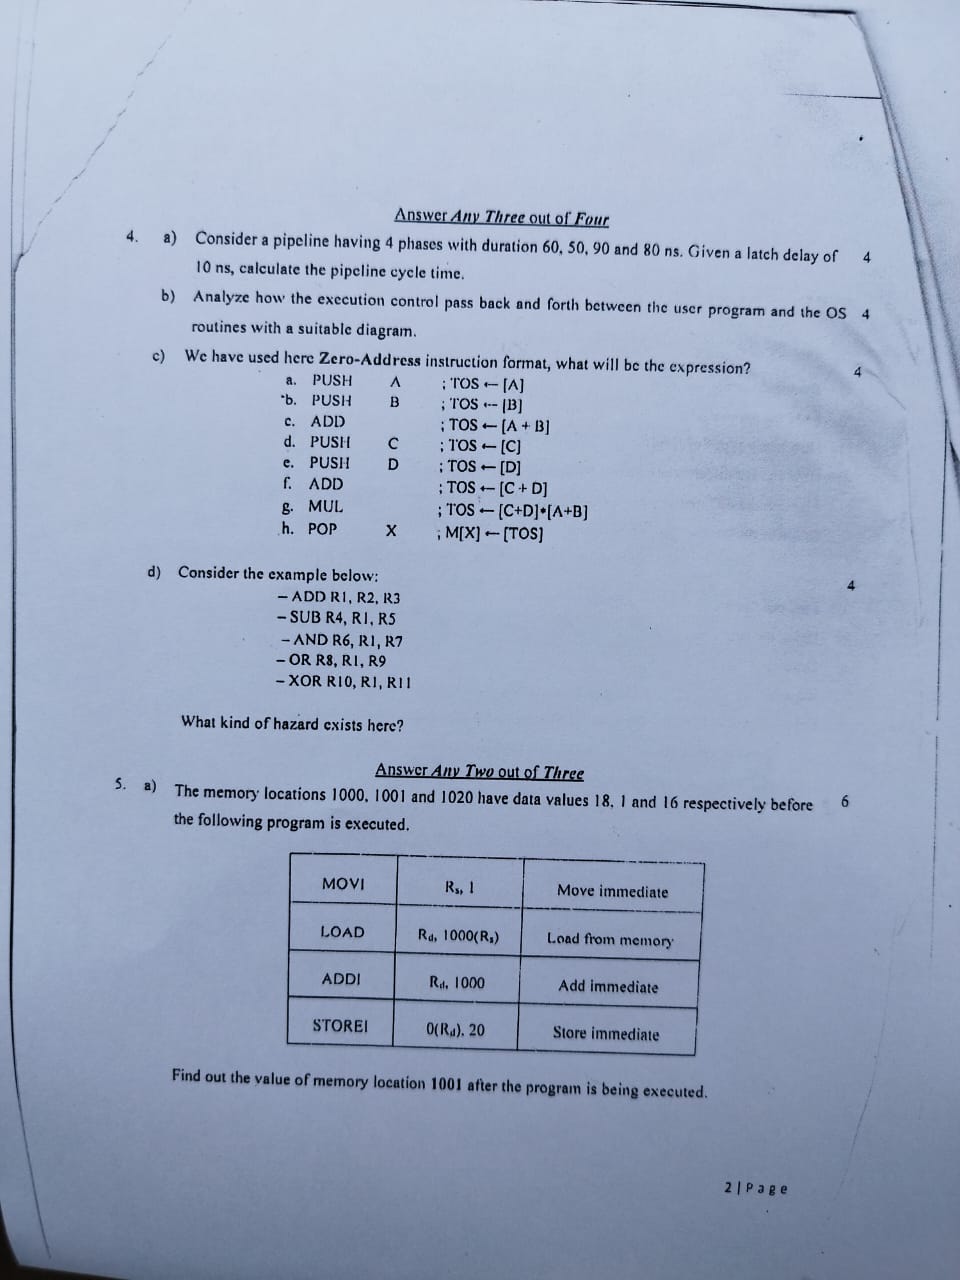 Answer Any Three out of Four
4. a) Consider a pipeline having 4 phases with duration 60, 50, 90 and 80 ns. Given a latch delay of 4
10 ns, calculate the pipeline cycle time.
b) Analyze how the execution control pass back and forth between the user program and the OS 4
routines with a suitable diagram.
c) We have used here Zero-Address instruction format, what will be the expression? 4
a. PUSH A ; TOS ← [A]
b. PUSH B ; TOS ← [B]
c. ADD ; TOS ← [A + B]
d. PUSH C ; TOS ← [C]
e. PUSH D ; TOS ← [D]
f. ADD ; TOS ← [C + D]
g. MUL ; TOS ← [C+D]*[A+B]
h. POP X ; M[X] ← [TOS]
d) Consider the example below: 4
– ADD R1, R2, R3
– SUB R4, R1, R5
– AND R6, R1, R7
– OR R8, R1, R9
– XOR R10, R1, R11
What kind of hazard exists here?
Answer Any Two out of Three
5. a) The memory locations 1000, 1001 and 1020 have data values 18, 1 and 16 respectively before 6
the following program is executed.
MOVI Rs, 1 Move immediate
LOAD Rd, 1000(Rs) Load from memory
ADDI Rd, 1000 Add immediate
STOREI 0(Rd), 20 Store immediate
Find out the value of memory location 1001 after the program is being executed.
2 | Page